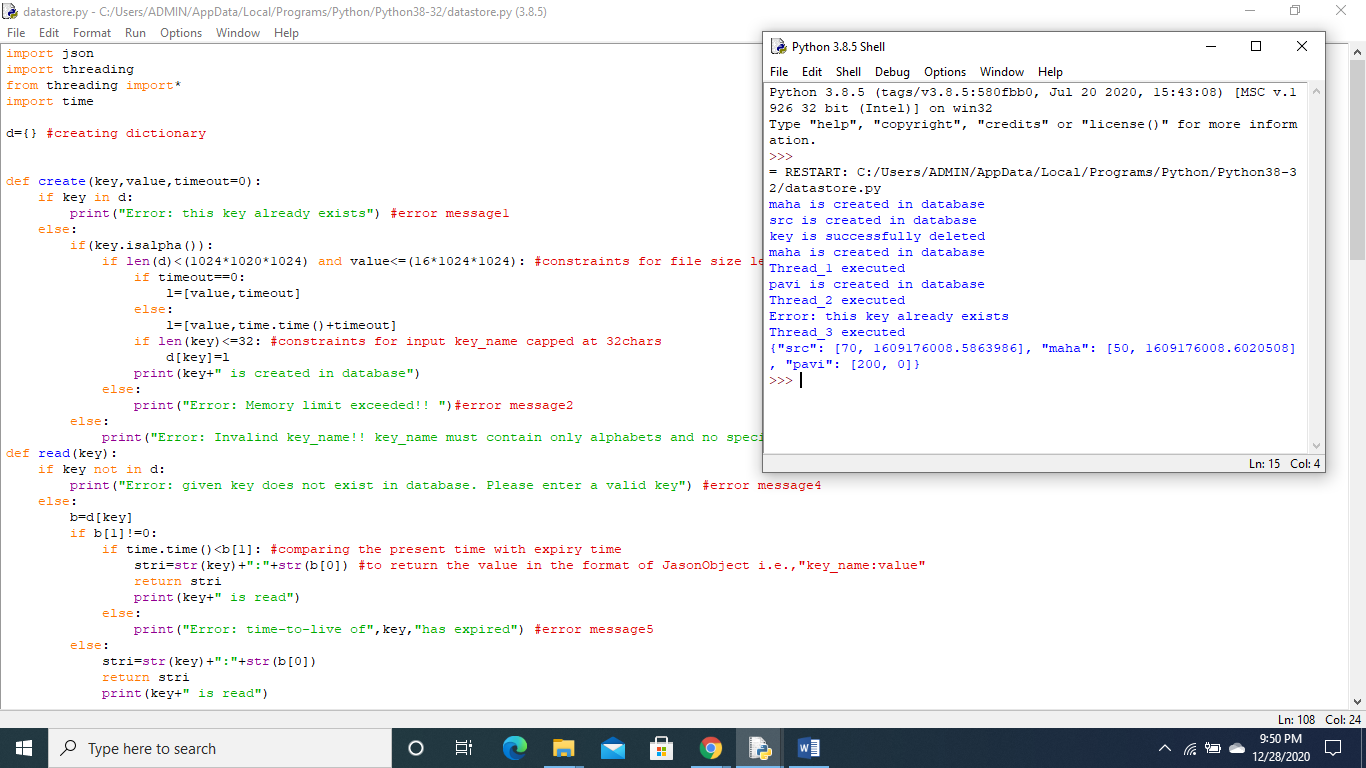 datastore.py - C:/Users/ADMIN/AppData/Local/Programs/Python/Python38-32/datastore.py (3.8.5)
File Edit Format Run Options Window Help
import json
import threading
from threading import*
import time
d={} #creating dictionary
def create(key,value,timeout=0):
    if key in d:
        print("Error: this key already exists") #error message1
    else:
        if(key.isalpha()):
            if len(d)<(1024*1020*1024) and value<=(16*1024*1024): #constraints for file size le
                if timeout==0:
                    l=[value,timeout]
                else:
                    l=[value,time.time()+timeout]
                if len(key)<=32: #constraints for input key_name capped at 32chars
                    d[key]=l
                print(key+" is created in database")
            else:
                print("Error: Memory limit exceeded!! ")#error message2
        else:
            print("Error: Invalind key_name!! key_name must contain only alphabets and no speci
def read(key):
    if key not in d:
        print("Error: given key does not exist in database. Please enter a valid key") #error message4
    else:
        b=d[key]
        if b[1]!=0:
            if time.time()<b[1]: #comparing the present time with expiry time
                stri=str(key)+":"+str(b[0]) #to return the value in the format of JasonObject i.e.,"key_name:value"
                return stri
                print(key+" is read")
            else:
                print("Error: time-to-live of",key,"has expired") #error message5
        else:
            stri=str(key)+":"+str(b[0])
            return stri
            print(key+" is read")
Ln: 108 Col: 24
Python 3.8.5 Shell
File Edit Shell Debug Options Window Help
Python 3.8.5 (tags/v3.8.5:580fbb0, Jul 20 2020, 15:43:08) [MSC v.1
926 32 bit (Intel)] on win32
Type "help", "copyright", "credits" or "license()" for more inform
ation.
>>>
= RESTART: C:/Users/ADMIN/AppData/Local/Programs/Python/Python38-3
2/datastore.py
maha is created in database
src is created in database
key is successfully deleted
maha is created in database
Thread_1 executed
pavi is created in database
Thread_2 executed
Error: this key already exists
Thread_3 executed
{"src": [70, 1609176008.5863986], "maha": [50, 1609176008.6020508]
, "pavi": [200, 0]}
>>>
Ln: 15 Col: 4
Type here to search
9:50 PM
12/28/2020